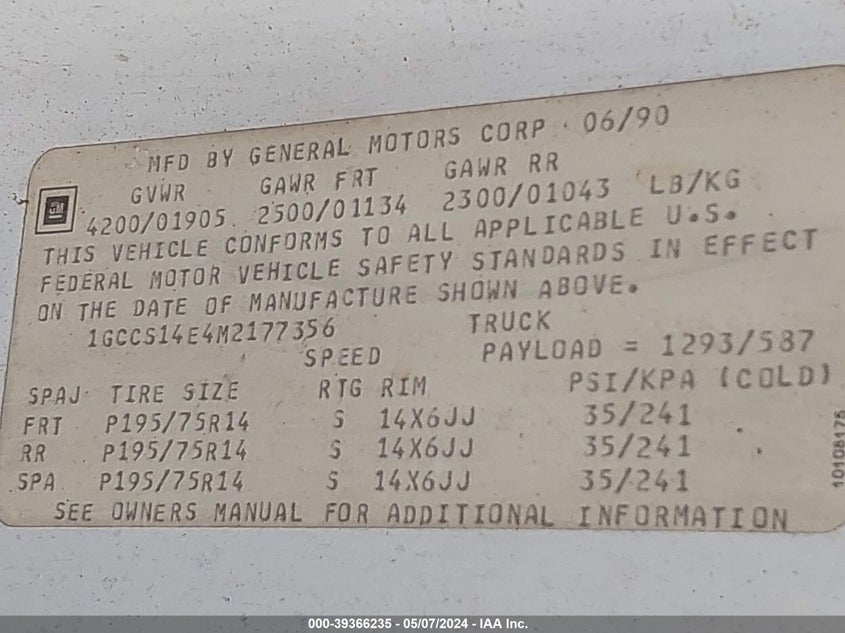 MFD BY GENERAL MOTORS CORP 06/90
GVWR GAWR FRT GAWR RR
GM 4200/01905 2500/01134 2300/01043 LB/KG
THIS VEHICLE CONFORMS TO ALL APPLICABLE U.S.
FEDERAL MOTOR VEHICLE SAFETY STANDARDS IN EFFECT
ON THE DATE OF MANUFACTURE SHOWN ABOVE.
1GCCS14E4M2177356 TRUCK
SPEED PAYLOAD = 1293/587
SPAJ TIRE SIZE RTG RIM PSI/KPA (COLD)
FRT P195/75R14 S 14X6JJ 35/241
RR P195/75R14 S 14X6JJ 35/241
SPA P195/75R14 S 14X6JJ 35/241
SEE OWNERS MANUAL FOR ADDITIONAL INFORMATION
10108175
000-39366235 - 05/07/2024 - IAA Inc.